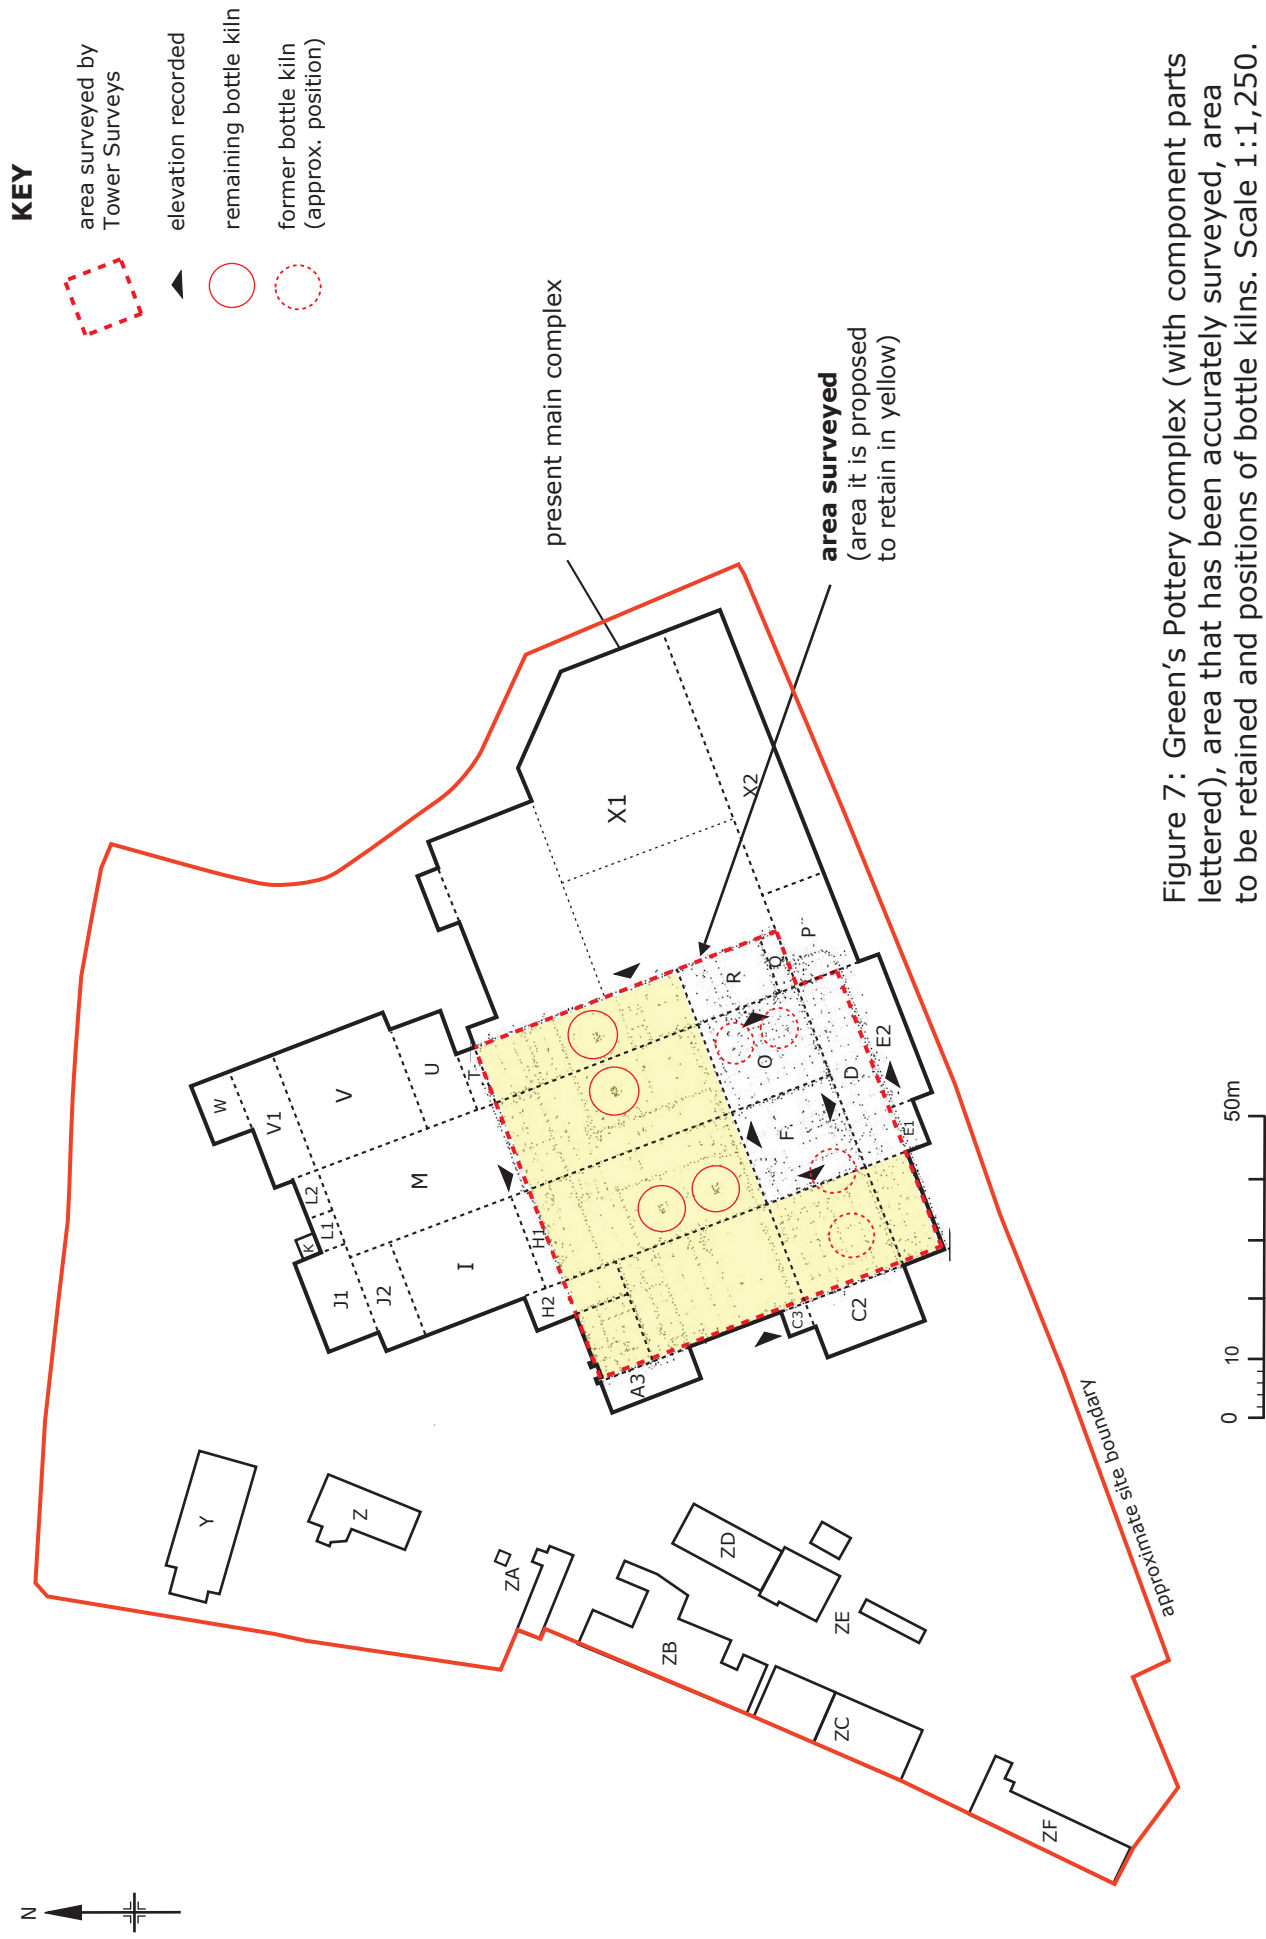 KEY
area surveyed by
Tower Surveys
elevation recorded
remaining bottle kiln
former bottle kiln
(approx. position)
present main complex
area surveyed
(area it is proposed
to retain in yellow)
N
W
V1
V
U
T
L2
L1
K
M
J1
J2
I
H1
H2
X1
X2
A3
R
Q
P
O
F
D
E2
E1
C3
C2
Y
Z
ZA
ZB
ZC
ZD
ZE
ZF
approximate site boundary
0
10
50m
Figure 7: Green’s Pottery complex (with component parts
lettered), area that has been accurately surveyed, area
to be retained and positions of bottle kilns. Scale 1:1,250.